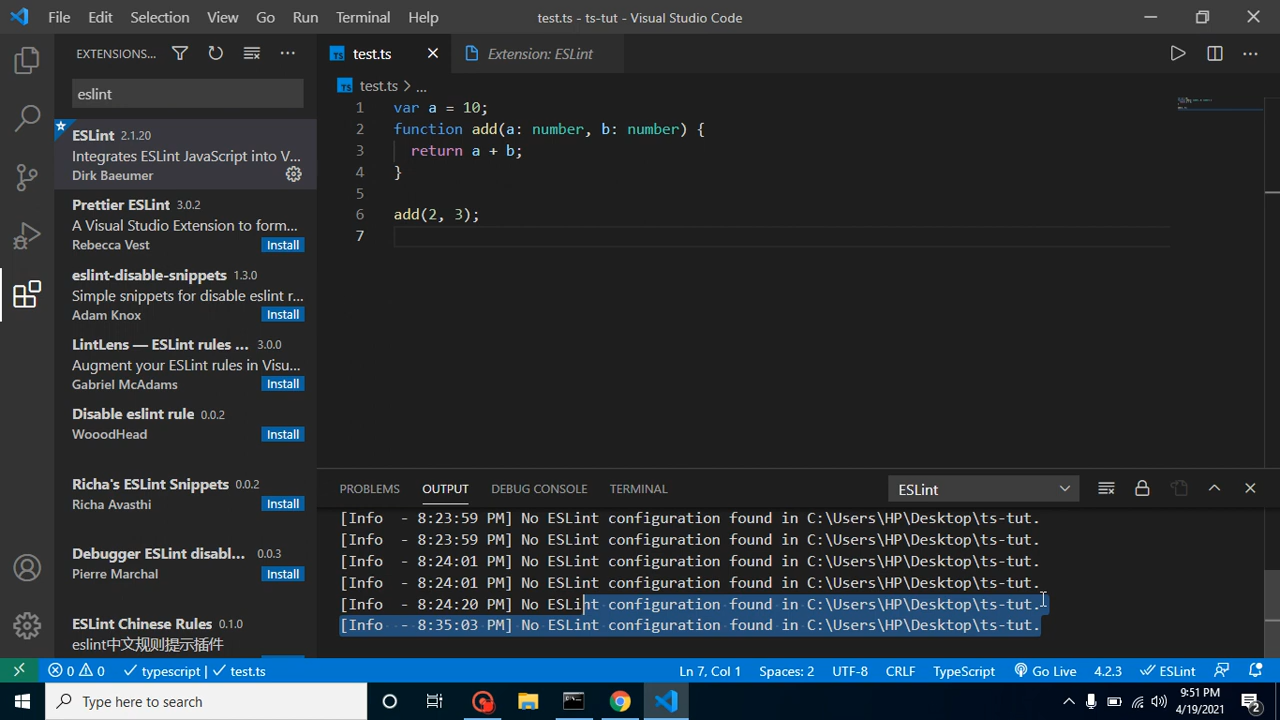 File Edit Selection View Go Run Terminal Help test.ts - ts-tut - Visual Studio Code
EXTENSIONS...
eslint
ESLint 2.1.20
Integrates ESLint JavaScript into V...
Dirk Baeumer
Prettier ESLint 3.0.2
A Visual Studio Extension to form...
Rebecca Vest Install
eslint-disable-snippets 1.3.0
Simple snippets for disable eslint r...
Adam Knox Install
LintLens — ESLint rules ... 3.0.0
Augment your ESLint rules in Visu...
Gabriel McAdams Install
Disable eslint rule 0.0.2
WooodHead Install
Richa's ESLint Snippets 0.0.2
Richa Avasthi Install
Debugger ESLint disabl... 0.0.3
Pierre Marchal Install
ESLint Chinese Rules 0.1.0
eslint中文规则提示插件
TS test.ts Extension: ESLint
TS test.ts > ...
1 var a = 10;
2 function add(a: number, b: number) {
3 return a + b;
4 }
5
6 add(2, 3);
7
PROBLEMS OUTPUT DEBUG CONSOLE TERMINAL ESLint
[Info - 8:23:59 PM] No ESLint configuration found in C:\Users\HP\Desktop\ts-tut.
[Info - 8:23:59 PM] No ESLint configuration found in C:\Users\HP\Desktop\ts-tut.
[Info - 8:24:01 PM] No ESLint configuration found in C:\Users\HP\Desktop\ts-tut.
[Info - 8:24:01 PM] No ESLint configuration found in C:\Users\HP\Desktop\ts-tut.
[Info - 8:24:20 PM] No ESLint configuration found in C:\Users\HP\Desktop\ts-tut.
[Info - 8:35:03 PM] No ESLint configuration found in C:\Users\HP\Desktop\ts-tut.
0 0 typescript | test.ts Ln 7, Col 1 Spaces: 2 UTF-8 CRLF TypeScript Go Live 4.2.3 ESLint
Type here to search
9:51 PM
4/19/2021
2